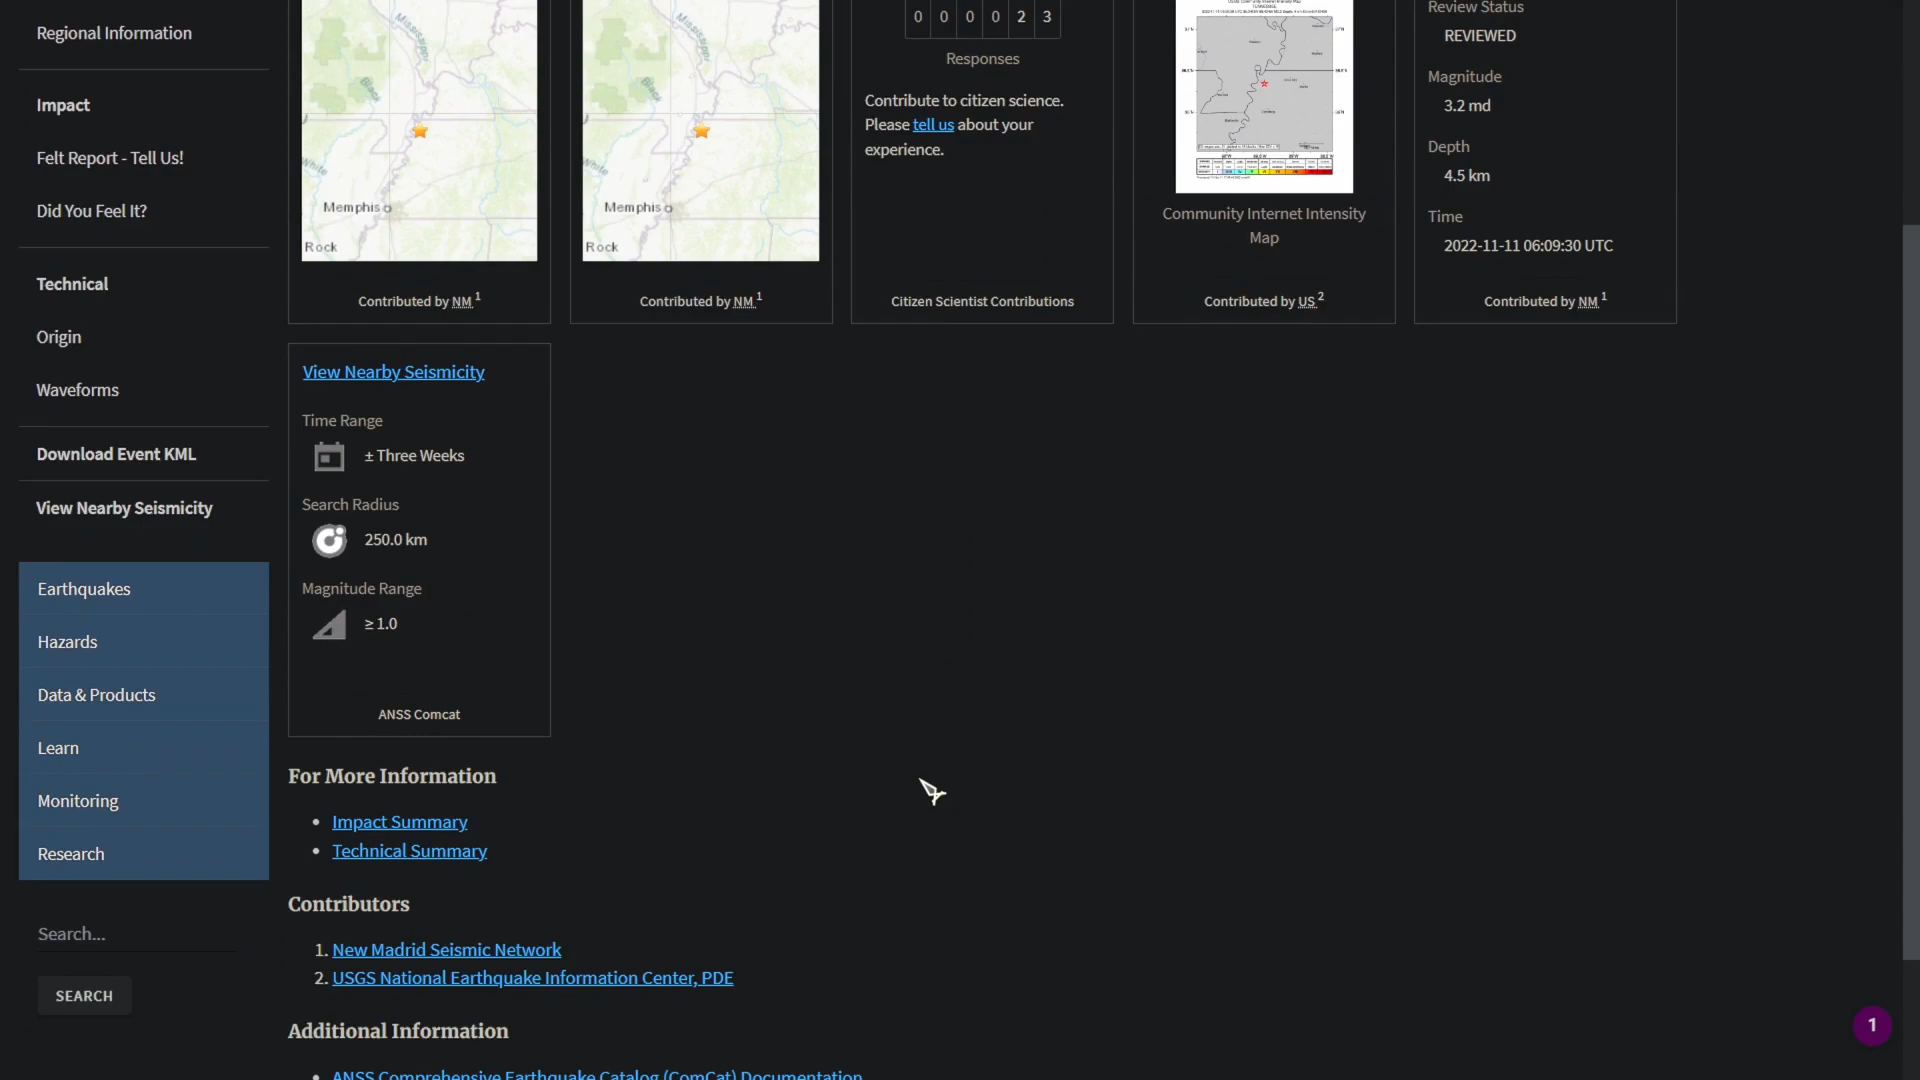 Regional Information
Impact
Felt Report - Tell Us!
Did You Feel It?
Technical
Origin
Waveforms
Download Event KML
View Nearby Seismicity
Earthquakes
Hazards
Data & Products
Learn
Monitoring
Research
Search...
SEARCH
Mississippi
Black
White
Memphis
Rock
Contributed by NM 1
Mississippi
Black
White
Memphis
Rock
Contributed by NM 1
0 0 0 0 2 3
Responses
Contribute to citizen science.
Please tell us about your
experience.
Citizen Scientist Contributions
Community Internet Intensity
Map
Contributed by US 2
Review Status
REVIEWED
Magnitude
3.2 md
Depth
4.5 km
Time
2022-11-11 06:09:30 UTC
Contributed by NM 1
View Nearby Seismicity
Time Range
± Three Weeks
Search Radius
250.0 km
Magnitude Range
≥ 1.0
ANSS Comcat
For More Information
• Impact Summary
• Technical Summary
Contributors
1. New Madrid Seismic Network
2. USGS National Earthquake Information Center, PDE
Additional Information
• ANSS Comprehensive Earthquake Catalog (ComCat) Documentation
1